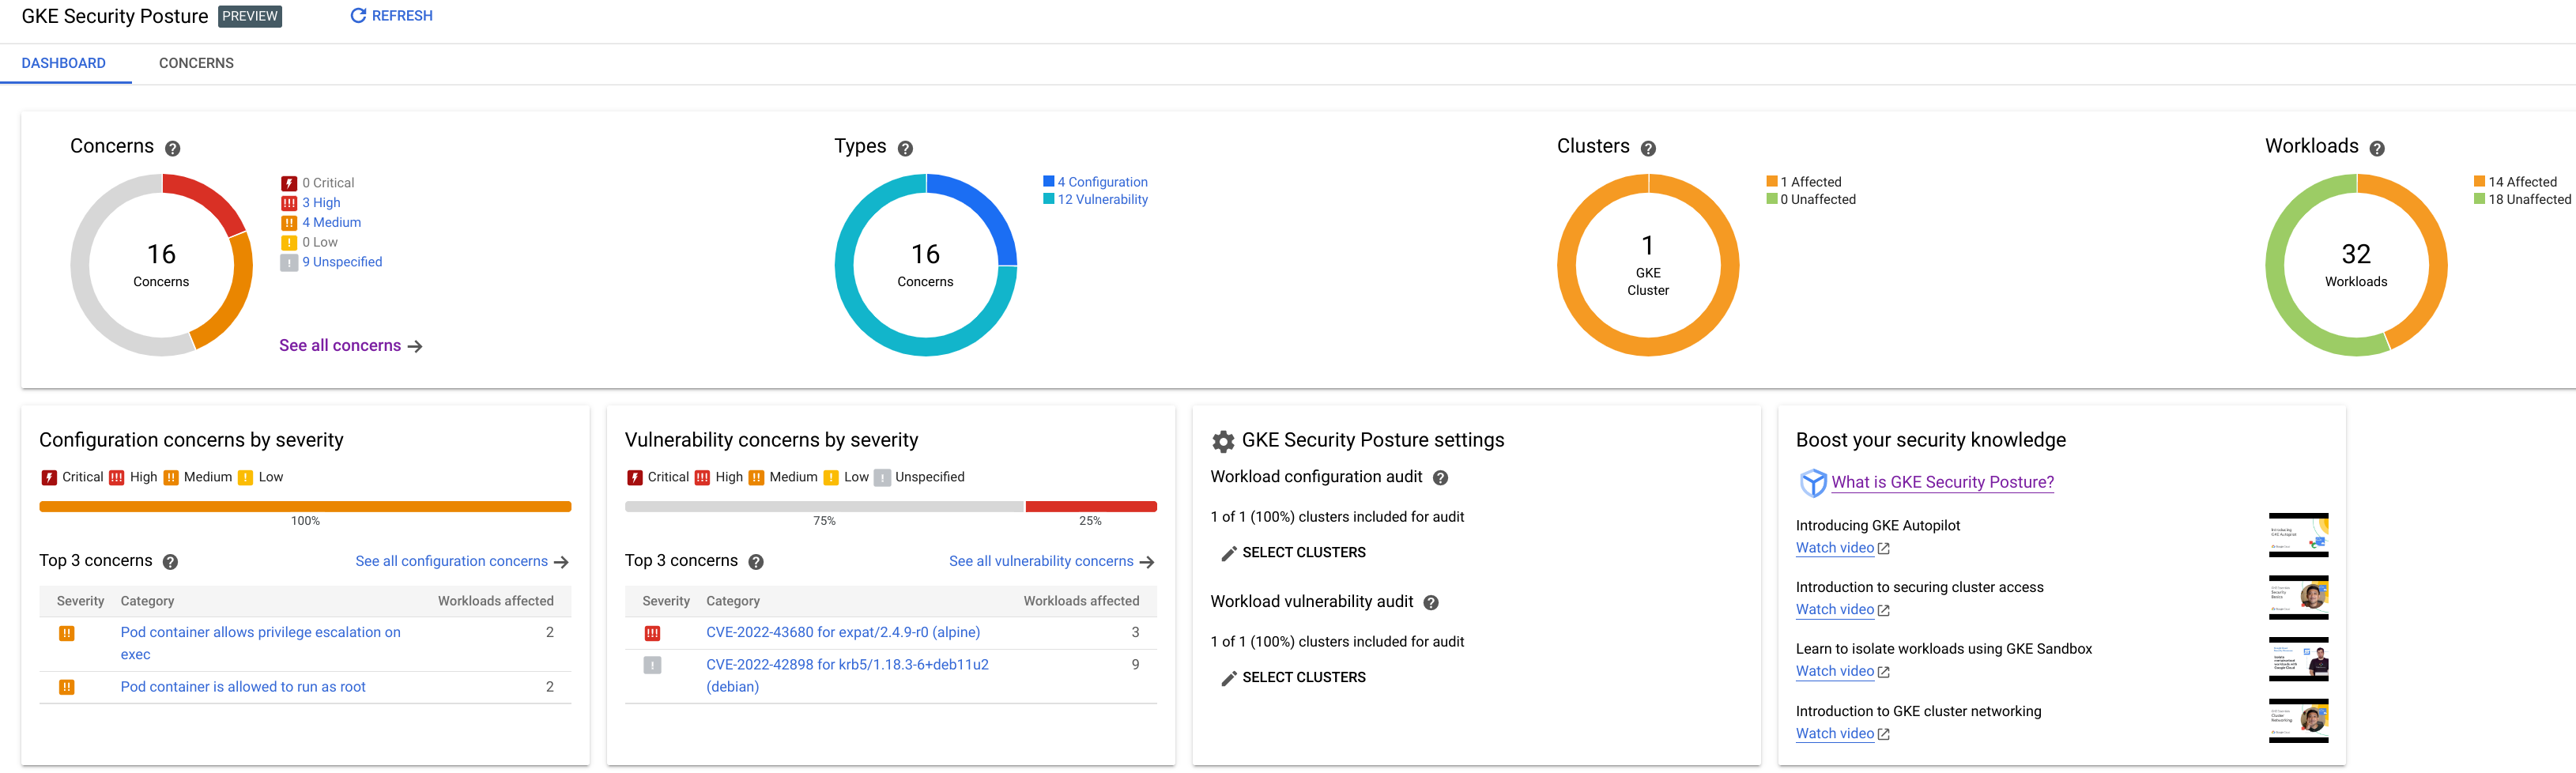 GKE Security Posture PREVIEW REFRESH
DASHBOARD CONCERNS
Concerns
16
Concerns
0 Critical
3 High
4 Medium
0 Low
9 Unspecified
See all concerns
Types
16
Concerns
4 Configuration
12 Vulnerability
Clusters
1
GKE
Cluster
1 Affected
0 Unaffected
Workloads
32
Workloads
14 Affected
18 Unaffected
Configuration concerns by severity
Critical High Medium Low
100%
Top 3 concerns See all configuration concerns
Severity Category Workloads affected
Pod container allows privilege escalation on 2
exec
Pod container is allowed to run as root 2
Vulnerability concerns by severity
Critical High Medium Low Unspecified
75% 25%
Top 3 concerns See all vulnerability concerns
Severity Category Workloads affected
CVE-2022-43680 for expat/2.4.9-r0 (alpine) 3
CVE-2022-42898 for krb5/1.18.3-6+deb11u2 9
(debian)
GKE Security Posture settings
Workload configuration audit
1 of 1 (100%) clusters included for audit
SELECT CLUSTERS
Workload vulnerability audit
1 of 1 (100%) clusters included for audit
SELECT CLUSTERS
Boost your security knowledge
What is GKE Security Posture?
Introducing GKE Autopilot
Watch video
Introduction to securing cluster access
Watch video
Learn to isolate workloads using GKE Sandbox
Watch video
Introduction to GKE cluster networking
Watch video